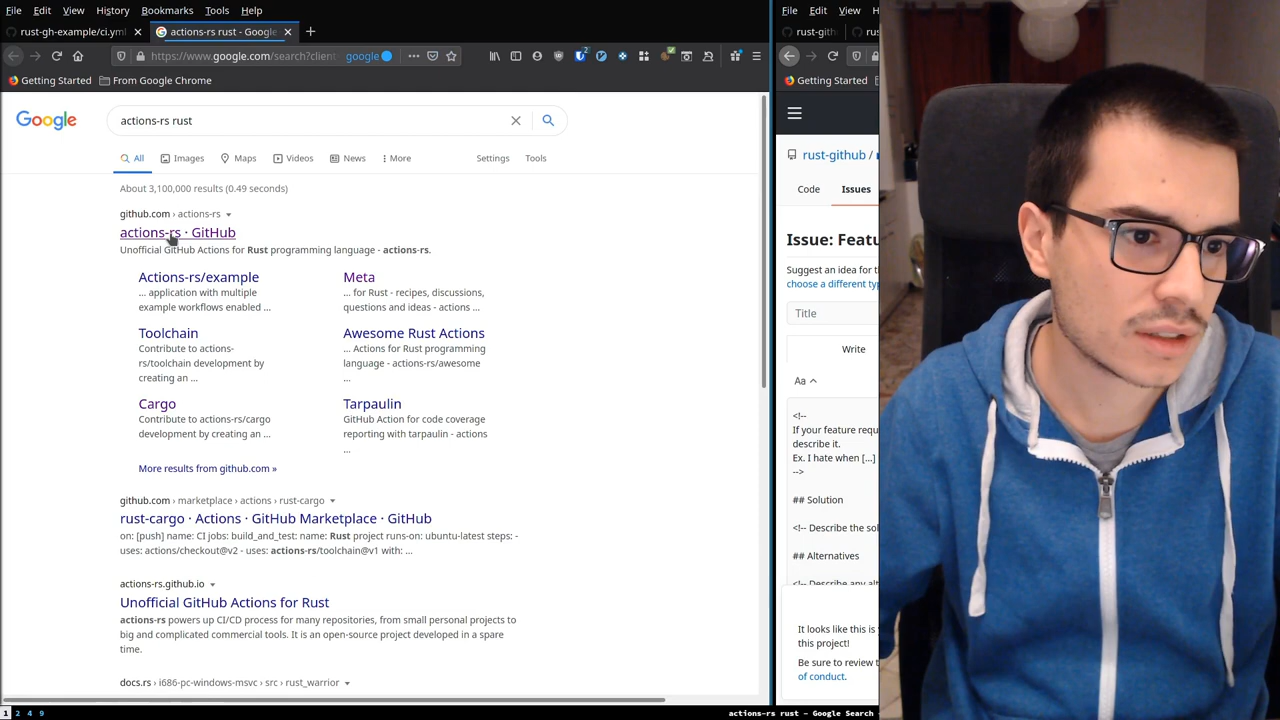 File Edit View History Bookmarks Tools Help
rust-gh-example/ci.yml
actions-rs rust - Google
https://www.google.com/search?client
google
2
Getting Started
From Google Chrome
Google
actions-rs rust
All
Images
Maps
Videos
News
More
Settings
Tools
About 3,100,000 results (0.49 seconds)
github.com › actions-rs
actions-rs · GitHub
Unofficial GitHub Actions for Rust programming language - actions-rs.
Actions-rs/example
... application with multiple
example workflows enabled ...
Meta
... for Rust - recipes, discussions,
questions and ideas - actions ...
Toolchain
Contribute to actions-
rs/toolchain development by
creating an ...
Awesome Rust Actions
... Actions for Rust programming
language - actions-rs/awesome
...
Cargo
Contribute to actions-rs/cargo
development by creating an ...
Tarpaulin
GitHub Action for code coverage
reporting with tarpaulin - actions
...
More results from github.com »
github.com › marketplace › actions › rust-cargo
rust-cargo · Actions · GitHub Marketplace · GitHub
on: [push] name: CI jobs: build_and_test: name: Rust project runs-on: ubuntu-latest steps: -
uses: actions/checkout@v2 - uses: actions-rs/toolchain@v1 with: ...
actions-rs.github.io
Unofficial GitHub Actions for Rust
actions-rs powers up CI/CD process for many repositories, from small personal projects to
big and complicated commercial tools. It is an open-source project developed in a spare
time.
docs.rs › i686-pc-windows-msvc › src › rust_warrior
File Edit View
rust-gith
rus
Getting Started
rust-github /
Code
Issues
Issue: Featu
Suggest an idea for t
choose a different typ
Title
Write
Aa
<!--
If your feature requ
describe it.
Ex. I hate when [...]
-->
## Solution
<!-- Describe the sol
## Alternatives
<!-- Describe any alt
It looks like this is
this project!
Be sure to review t
of conduct.
1 2 4 9
actions-rs rust - Google Search -